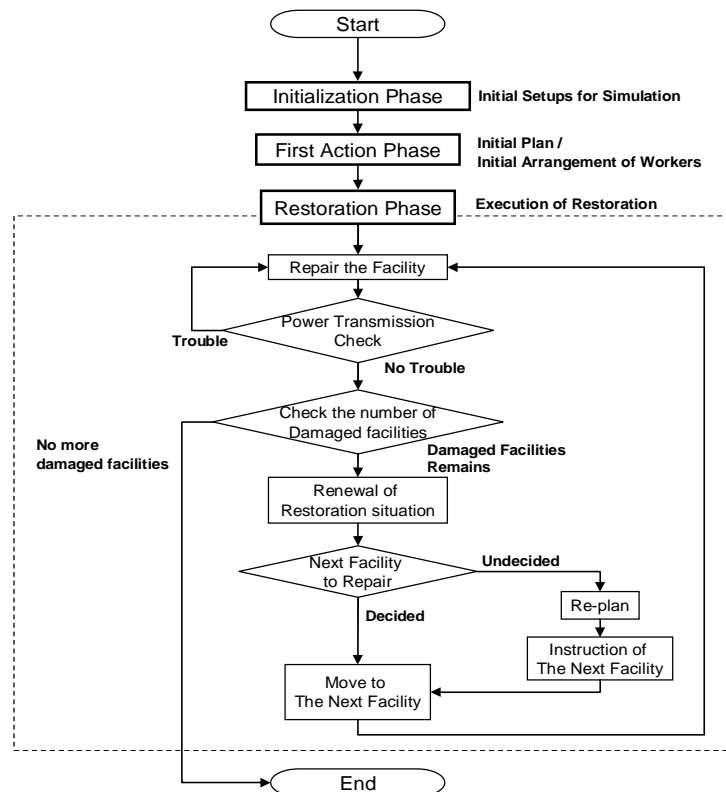 Start
Initialization Phase
Initial Setups for Simulation
First Action Phase
Initial Plan /
Initial Arrangement of Workers
Restoration Phase
Execution of Restoration
Repair the Facility
Power Transmission
Check
Trouble
No Trouble
Check the number of
Damaged facilities
No more
damaged facilities
Damaged Facilities
Remains
Renewal of
Restoration situation
Next Facility
to Repair
Undecided
Decided
Re-plan
Instruction of
The Next Facility
Move to
The Next Facility
End